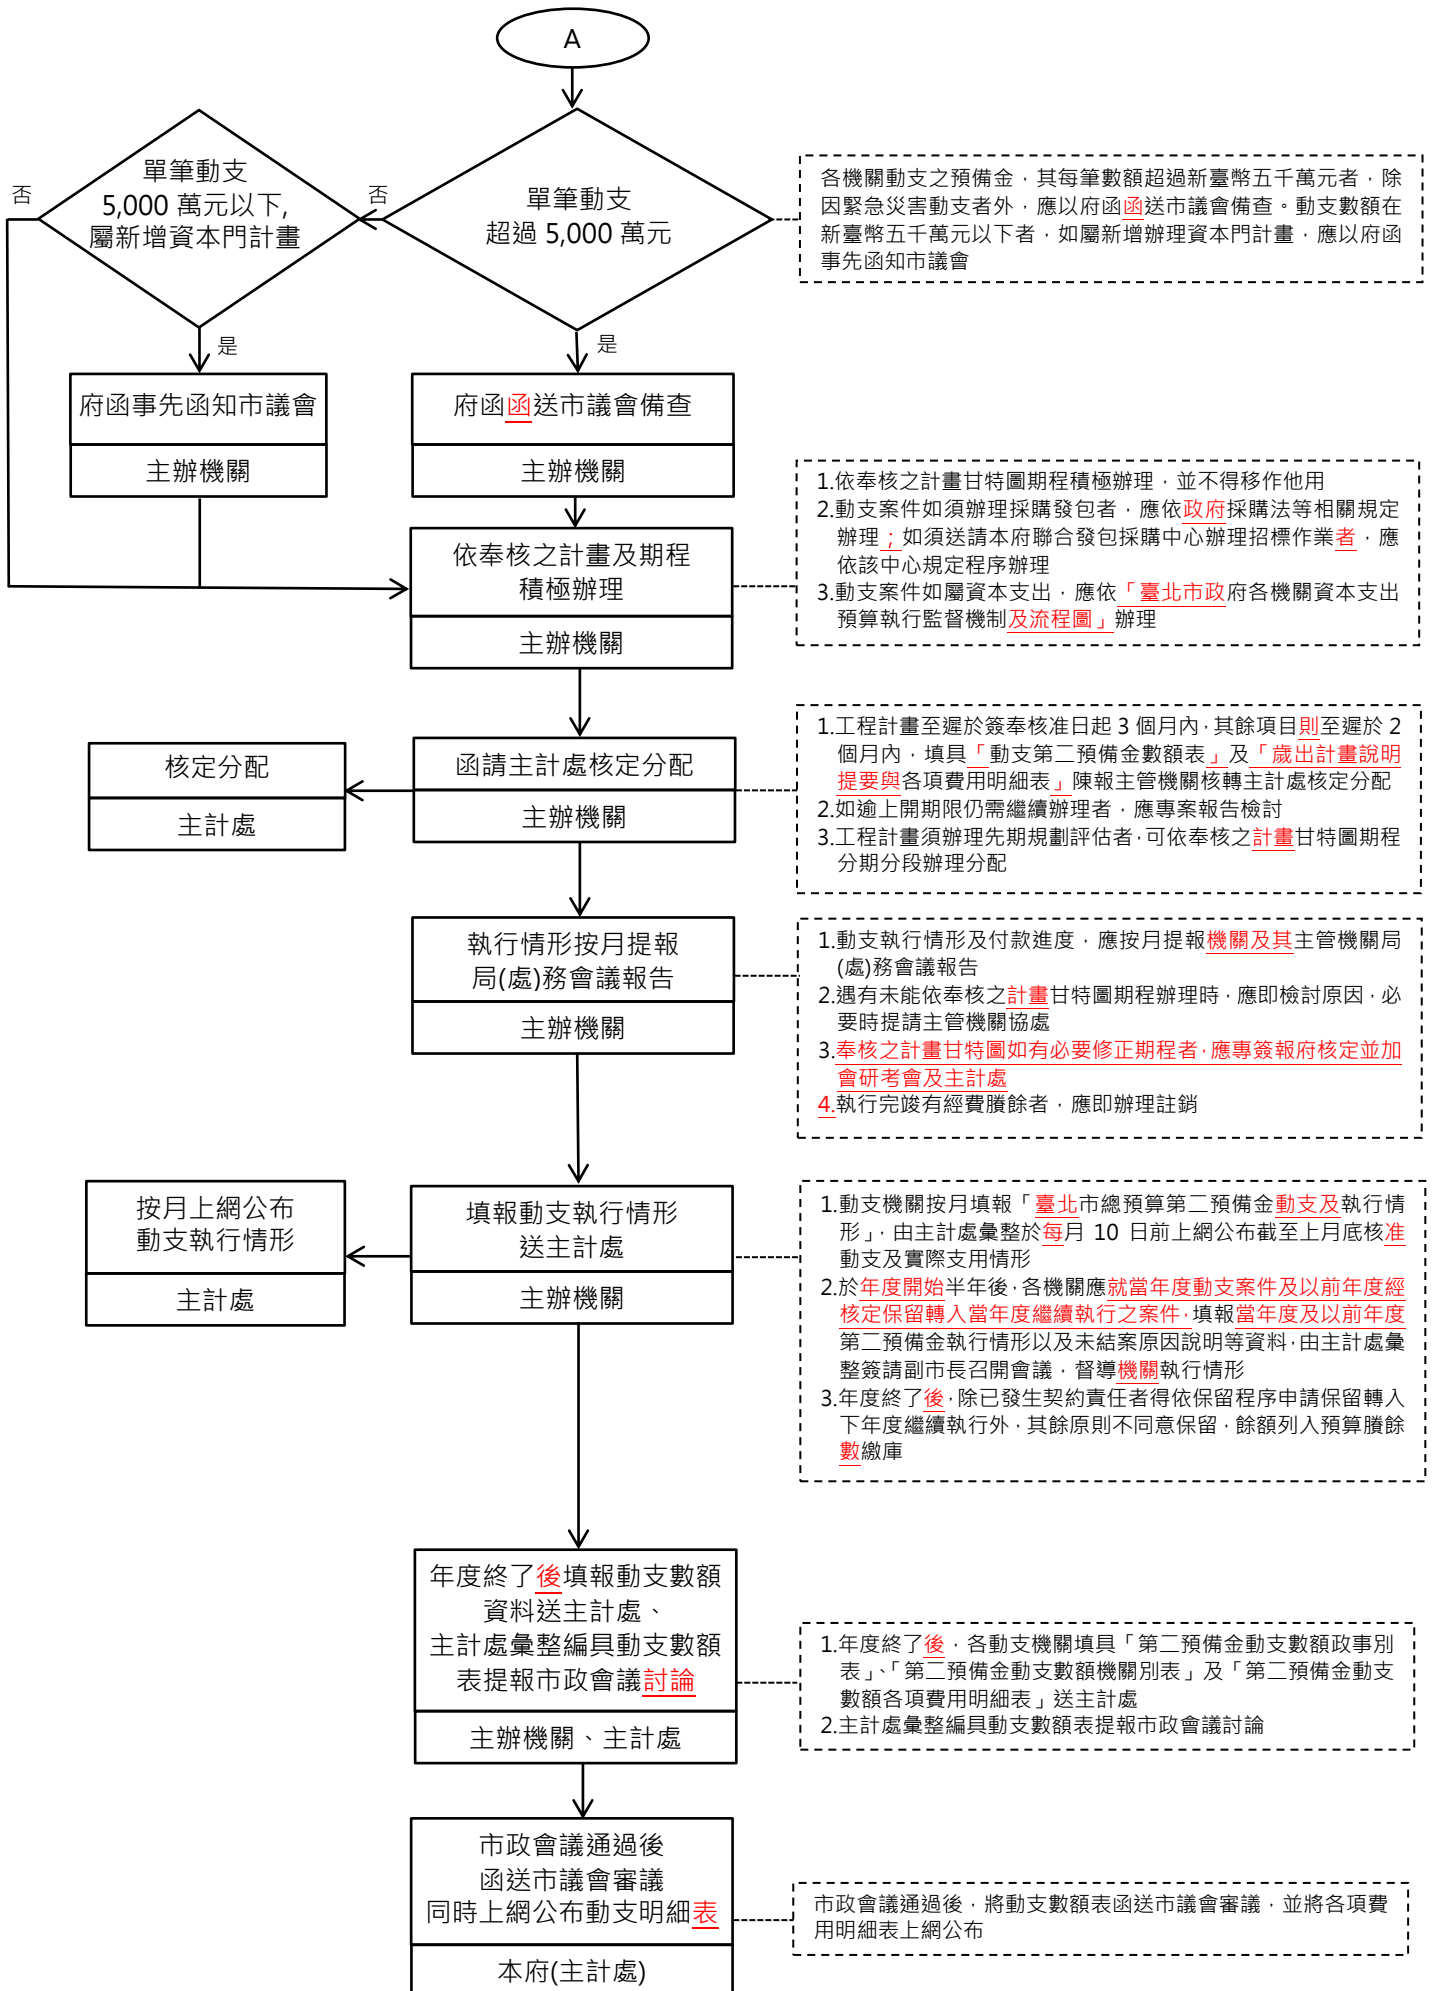 A
單筆動支
5,000 萬元以下,
屬新增資本門計畫
否
否
單筆動支
超過 5,000 萬元
各機關動支之預備金，其每筆數額超過新臺幣五千萬元者，除
因緊急災害動支者外，應以府函函送市議會備查。動支數額在
新臺幣五千萬元以下者，如屬新增辦理資本門計畫，應以府函
事先函知市議會
是
是
府函事先函知市議會
主辦機關
府函函送市議會備查
主辦機關
依奉核之計畫及期程
積極辦理
主辦機關
1.依奉核之計畫甘特圖期程積極辦理，並不得移作他用
2.動支案件如須辦理採購發包者，應依政府採購法等相關規定
辦理；如須送請本府聯合發包採購中心辦理招標作業者，應
依該中心規定程序辦理
3.動支案件如屬資本支出，應依「臺北市政府各機關資本支出
預算執行監督機制及流程圖」辦理
核定分配
主計處
函請主計處核定分配
主辦機關
1.工程計畫至遲於簽奉核准日起 3 個月內，其餘項目則至遲於 2
個月內，填具「動支第二預備金數額表」及「歲出計畫說明
提要與各項費用明細表」陳報主管機關核轉主計處核定分配
2.如逾上開期限仍需繼續辦理者，應專案報告檢討
3.工程計畫須辦理先期規劃評估者，可依奉核之計畫甘特圖期程
分期分段辦理分配
執行情形按月提報
局(處)務會議報告
主辦機關
1.動支執行情形及付款進度，應按月提報機關及其主管機關局
(處)務會議報告
2.遇有未能依奉核之計畫甘特圖期程辦理時，應即檢討原因，必
要時提請主管機關協處
3.奉核之計畫甘特圖如有必要修正期程者，應專簽報府核定並加
會研考會及主計處
4.執行完竣有經費賸餘者，應即辦理註銷
按月上網公布
動支執行情形
主計處
填報動支執行情形
送主計處
主辦機關
1.動支機關按月填報「臺北市總預算第二預備金動支及執行情
形」，由主計處彙整於每月 10 日前上網公布截至上月底核准
動支及實際支用情形
2.於年度開始半年後，各機關應就當年度動支案件及以前年度經
核定保留轉入當年度繼續執行之案件，填報當年度及以前年度
第二預備金執行情形以及未結案原因說明等資料，由主計處彙
整簽請副市長召開會議，督導機關執行情形
3.年度終了後，除已發生契約責任者得依保留程序申請保留轉入
下年度繼續執行外，其餘原則不同意保留，餘額列入預算賸餘
數繳庫
年度終了後填報動支數額
資料送主計處、
主計處彙整編具動支數額
表提報市政會議討論
主辦機關、主計處
1.年度終了後，各動支機關填具「第二預備金動支數額政事別
表」、「第二預備金動支數額機關別表」及「第二預備金動支
數額各項費用明細表」送主計處
2.主計處彙整編具動支數額表提報市政會議討論
市政會議通過後
函送市議會審議
同時上網公布動支明細表
本府(主計處)
市政會議通過後，將動支數額表函送市議會審議，並將各項費
用明細表上網公布